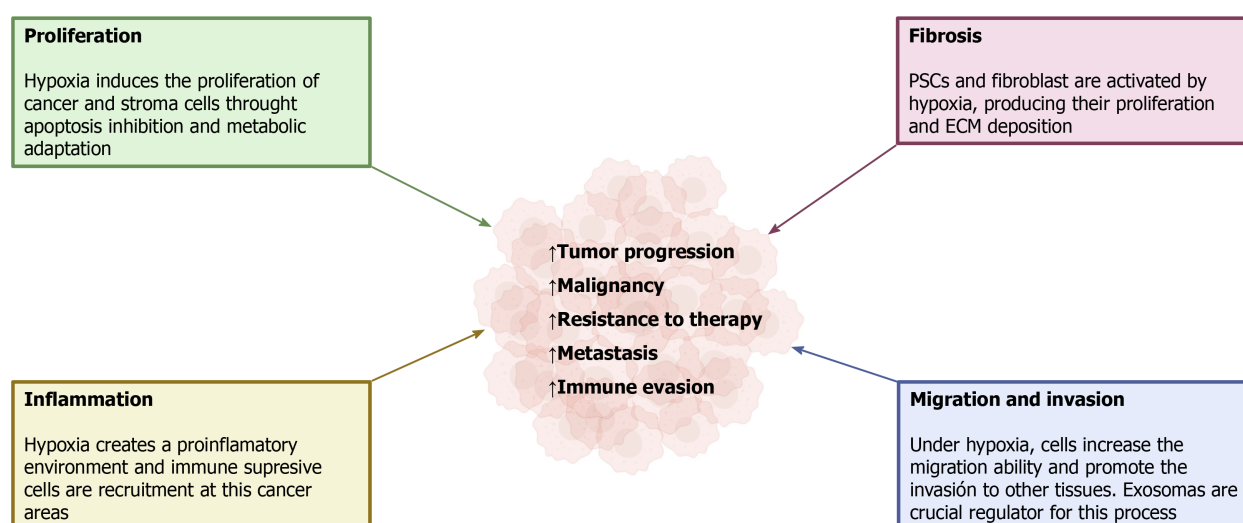 Proliferation
Hypoxia induces the proliferation of
cancer and stroma cells throught
apoptosis inhibition and metabolic
adaptation
Fibrosis
PSCs and fibroblast are activated by
hypoxia, producing their proliferation
and ECM deposition
↑Tumor progression
↑Malignancy
↑Resistance to therapy
↑Metastasis
↑Immune evasion
Inflammation
Hypoxia creates a proinflamatory
environment and immune supresive
cells are recruitment at this cancer
areas
Migration and invasion
Under hypoxia, cells increase the
migration ability and promote the
invasión to other tissues. Exosomas are
crucial regulator for this process